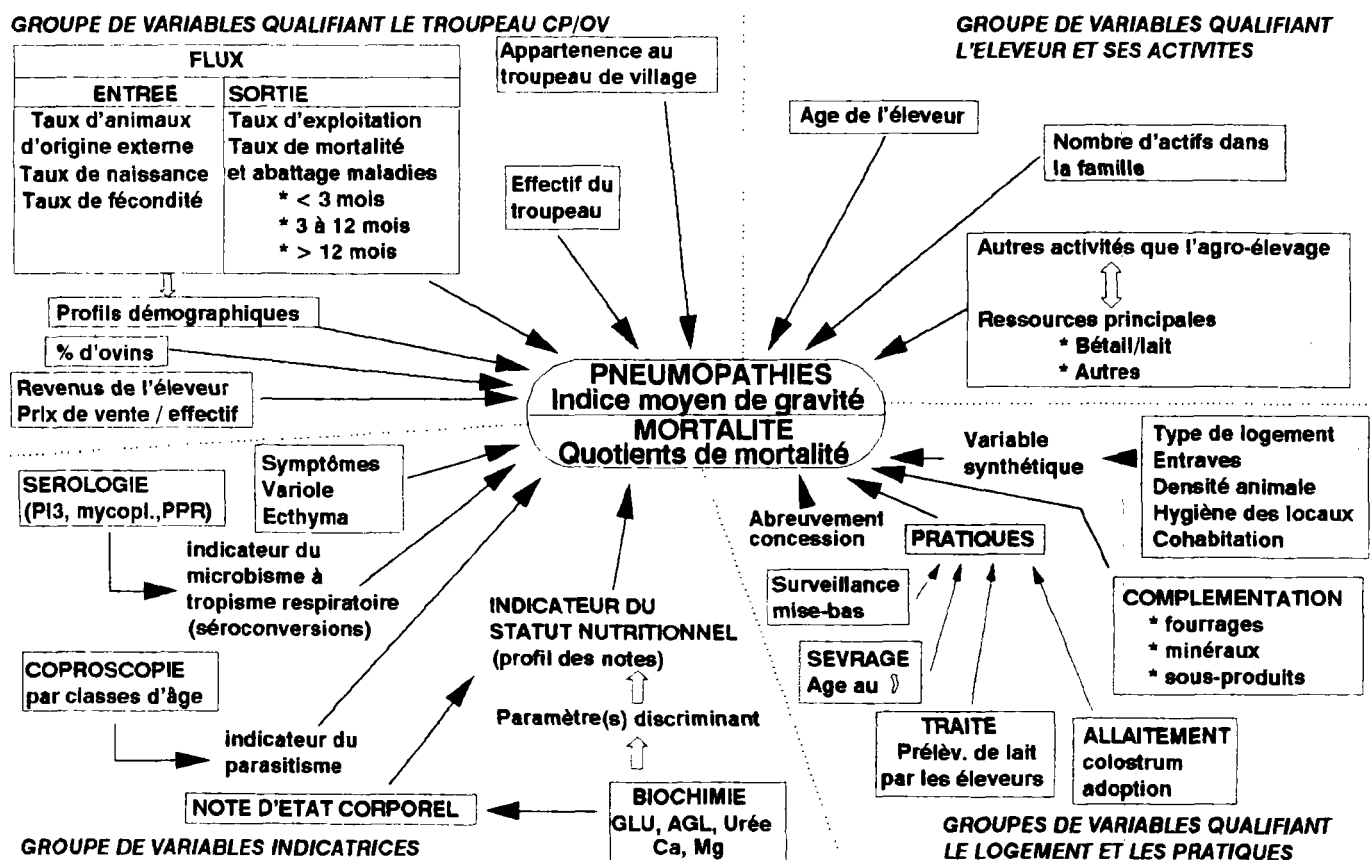 GROUPE DE VARIABLES QUALIFIANT LE TROUPEAU CP/OV
FLUX
ENTREE
Taux d'animaux
d'origine externe
Taux de naissance
Taux de fécondité
SORTIE
Taux d'exploitation
Taux de mortalité
et abattage maladies
* < 3 mois
* 3 à 12 mois
* > 12 mois
Profils démographiques
% d'ovins
Revenus de l'éleveur
Prix de vente / effectif
Appartenence au
troupeau de village
Effectif du
troupeau
GROUPE DE VARIABLES QUALIFIANT
L'ELEVEUR ET SES ACTIVITES
Age de l'éleveur
Nombre d'actifs dans
la famille
Autres activités que l'agro-élevage
Ressources principales
* Bétail/lait
* Autres
PNEUMOPATHIES
Indice moyen de gravité
MORTALITE
Quotients de mortalité
Symptômes
Variole
Ecthyma
SEROLOGIE
(PI3, mycopl.,PPR)
indicateur du
microbisme à
tropisme respiratoire
(séroconversions)
COPROSCOPIE
par classes d'âge
indicateur du
parasitisme
NOTE D'ETAT CORPOREL
INDICATEUR DU
STATUT NUTRITIONNEL
(profil des notes)
Paramètre(s) discriminant
BIOCHIMIE
GLU, AGL, Urée
Ca, Mg
GROUPE DE VARIABLES INDICATRICES
Variable
synthétique
Type de logement
Entraves
Densité animale
Hygiène des locaux
Cohabitation
Abreuvement
concession
PRATIQUES
Surveillance
mise-bas
SEVRAGE
Age au
TRAITE
Prélèv. de lait
par les éleveurs
ALLAITEMENT
colostrum
adoption
COMPLEMENTATION
* fourrages
* minéraux
* sous-produits
GROUPES DE VARIABLES QUALIFIANT
LE LOGEMENT ET LES PRATIQUES